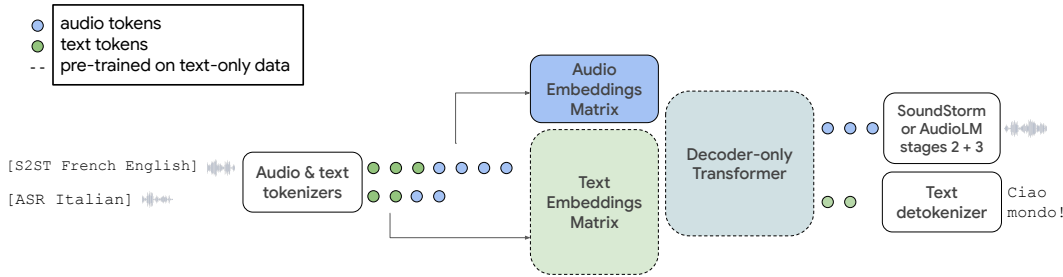 audio tokens
text tokens
-- pre-trained on text-only data
[S2ST French English]
[ASR Italian]
Audio & text
tokenizers
Audio
Embeddings
Matrix
Text
Embeddings
Matrix
Decoder-only
Transformer
SoundStorm
or AudioLM
stages 2 + 3
Text
detokenizer
Ciao
mondo!